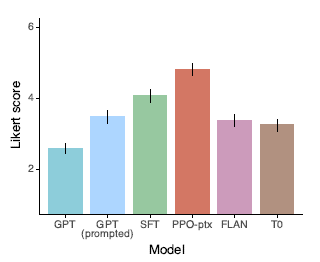 6
4
2
Likert score
GPT
GPT
(prompted)
SFT
PPO-ptx
FLAN
T0
Model